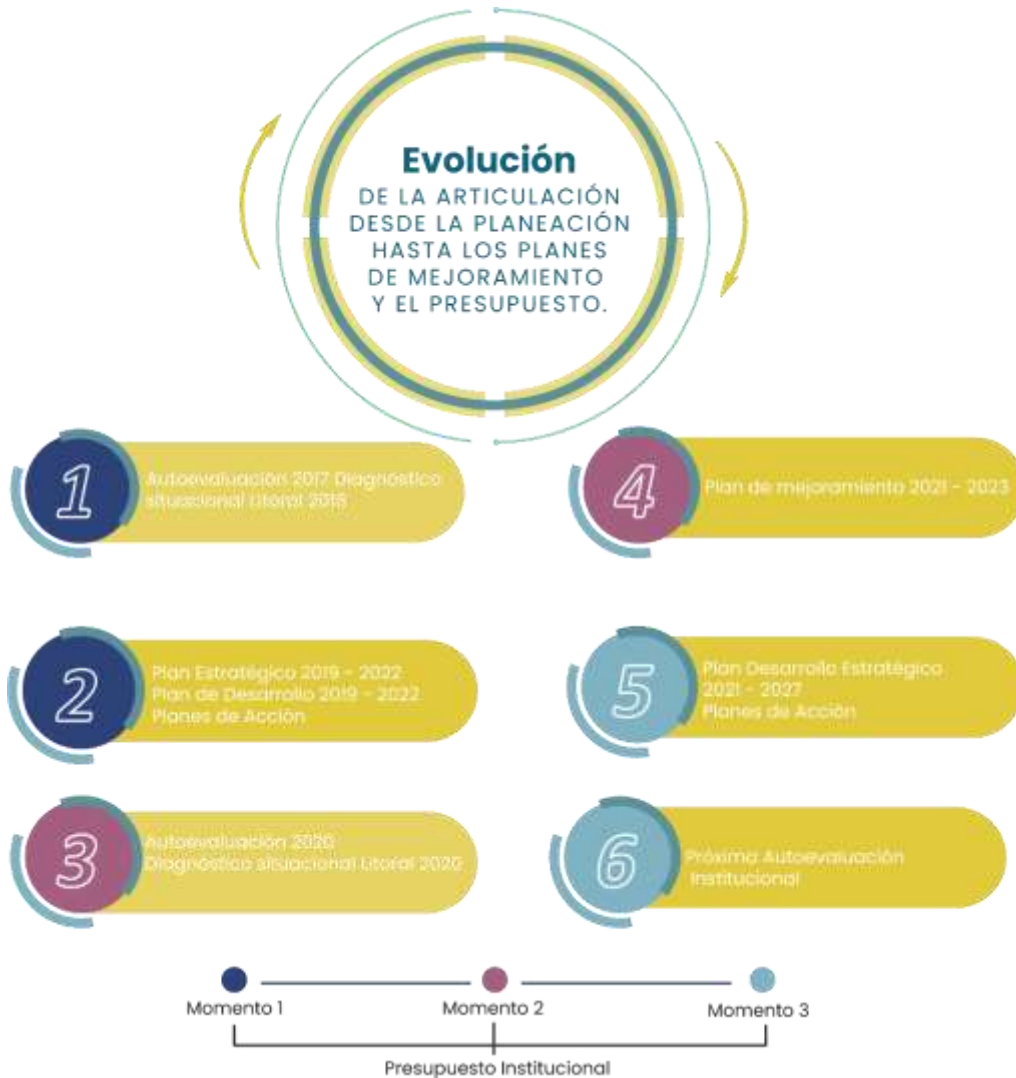 Evolución
DE LA ARTICULACIÓN
DESDE LA PLANEACIÓN
HASTA LOS PLANES
DE MEJORAMIENTO
Y EL PRESUPUESTO.
1
Autoevaluación 2017 Diagnóstico
situacional Litoral 2018
2
Plan Estratégico 2019 - 2022
Plan de Desarrollo 2019 - 2022
Planes de Acción
3
Autoevaluación 2020
Diagnóstico situacional Litoral 2020
4
Plan de mejoramiento 2021 - 2023
5
Plan Desarrollo Estratégico
2021 - 2027
Planes de Acción
6
Próxima Autoevaluación
Institucional
Momento 1
Momento 2
Momento 3
Presupuesto Institucional